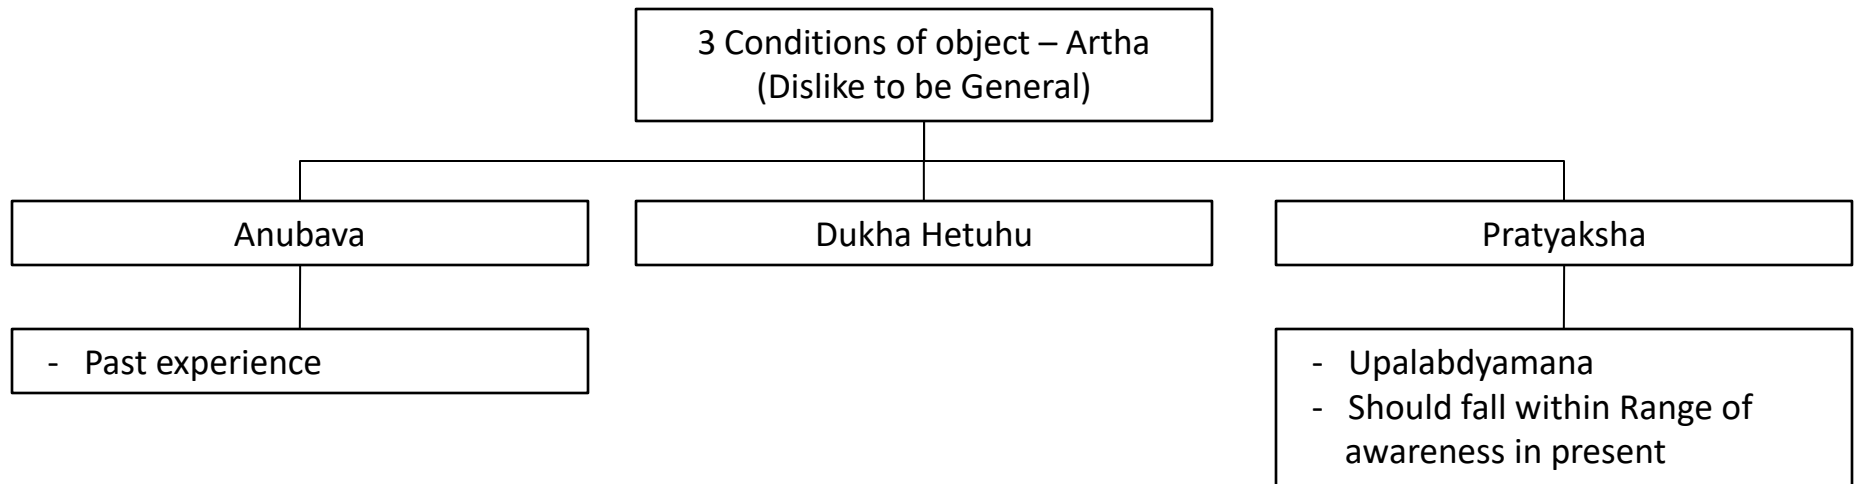 3 Conditions of object – Artha
(Dislike to be General)
Anubava
Dukha Hetuhu
Pratyaksha
- Past experience
- Upalabdyamana
- Should fall within Range of
awareness in present